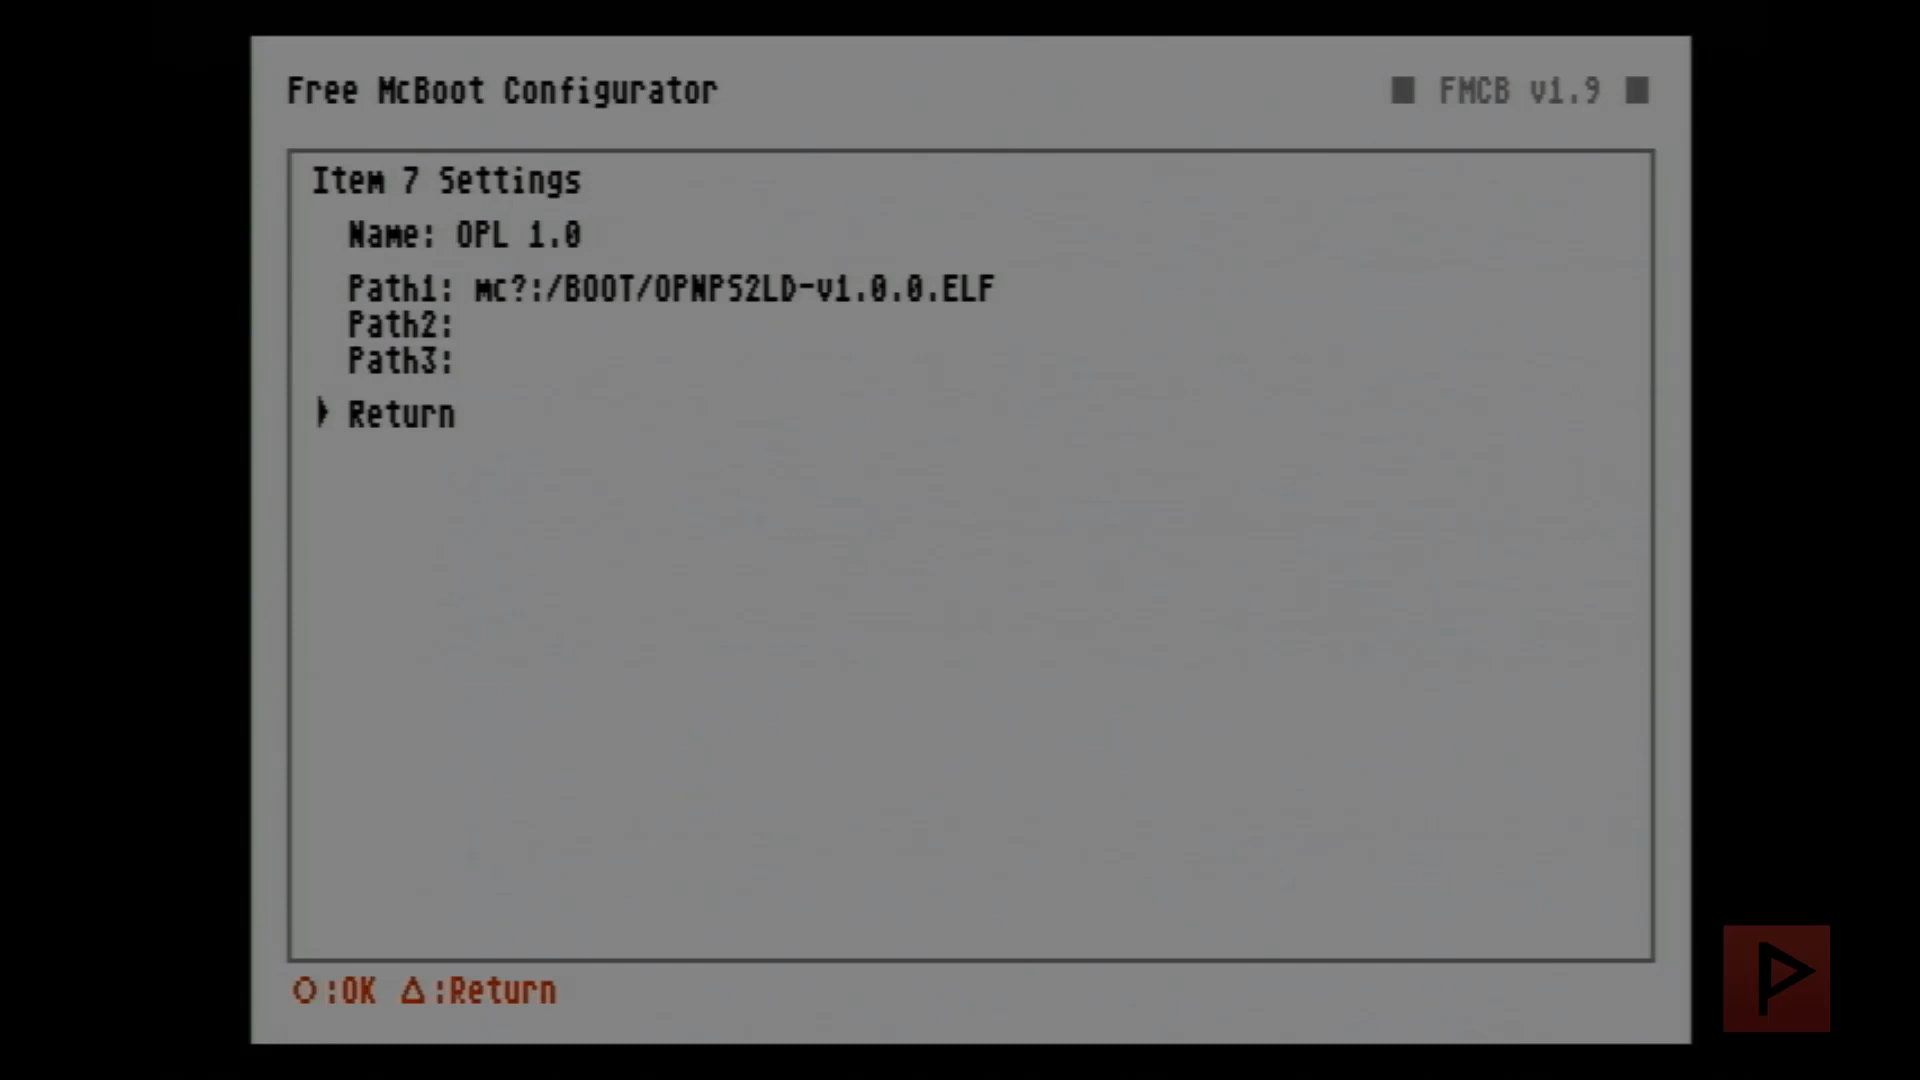 Free McBoot Configurator
■ FMCB v1.9 ■
Item 7 Settings
Name: OPL 1.0
Path1: mc?:/BOOT/OPNPS2LD-v1.0.0.ELF
Path2:
Path3:
Return
O:OK △:Return